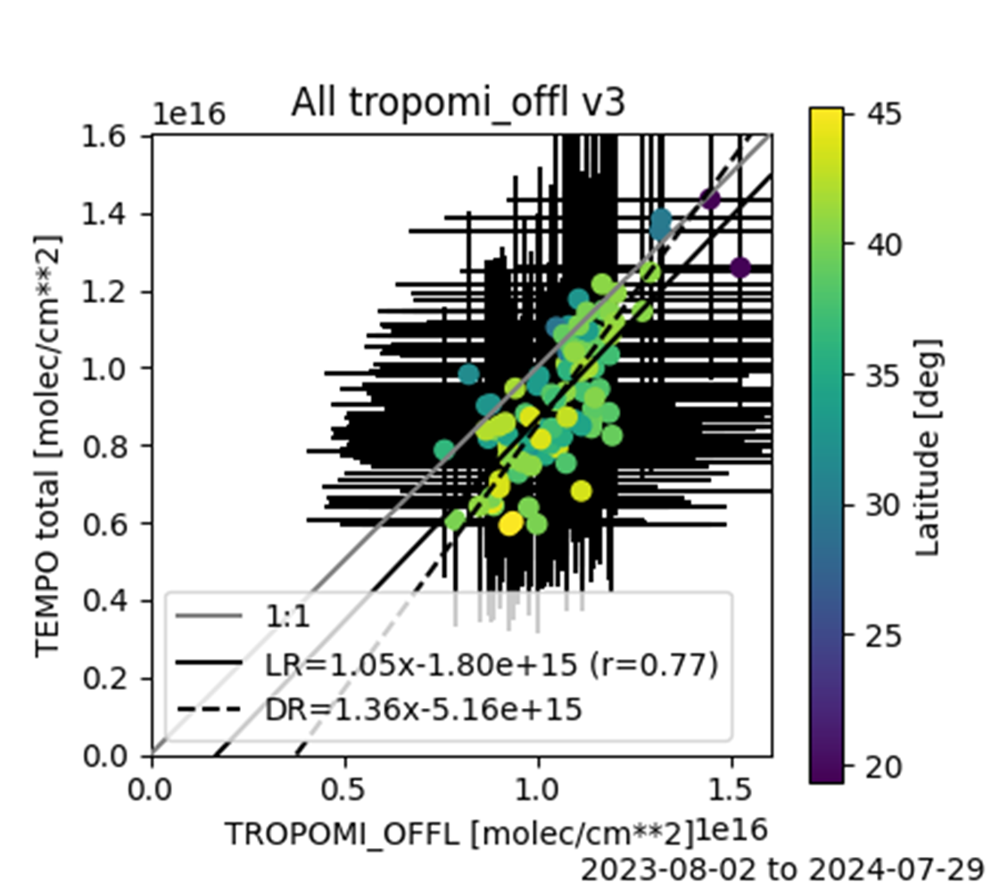 All tropomi_offl v3
1e16
1.6
1.4
1.2
1.0
0.8
0.6
0.4
0.2
0.0
TEMPO total [molec/cm**2]
1:1
LR=1.05x-1.80e+15 (r=0.77)
DR=1.36x-5.16e+15
0.0 0.5 1.0 1.5
TROPOMI_OFFL [molec/cm**2]
1e16
45
40
35
30
25
20
Latitude [deg]
2023-08-02 to 2024-07-29